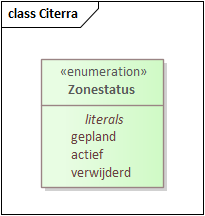 class Citerra
«enumeration»
Zonestatus
literals
gepland
actief
verwijderd